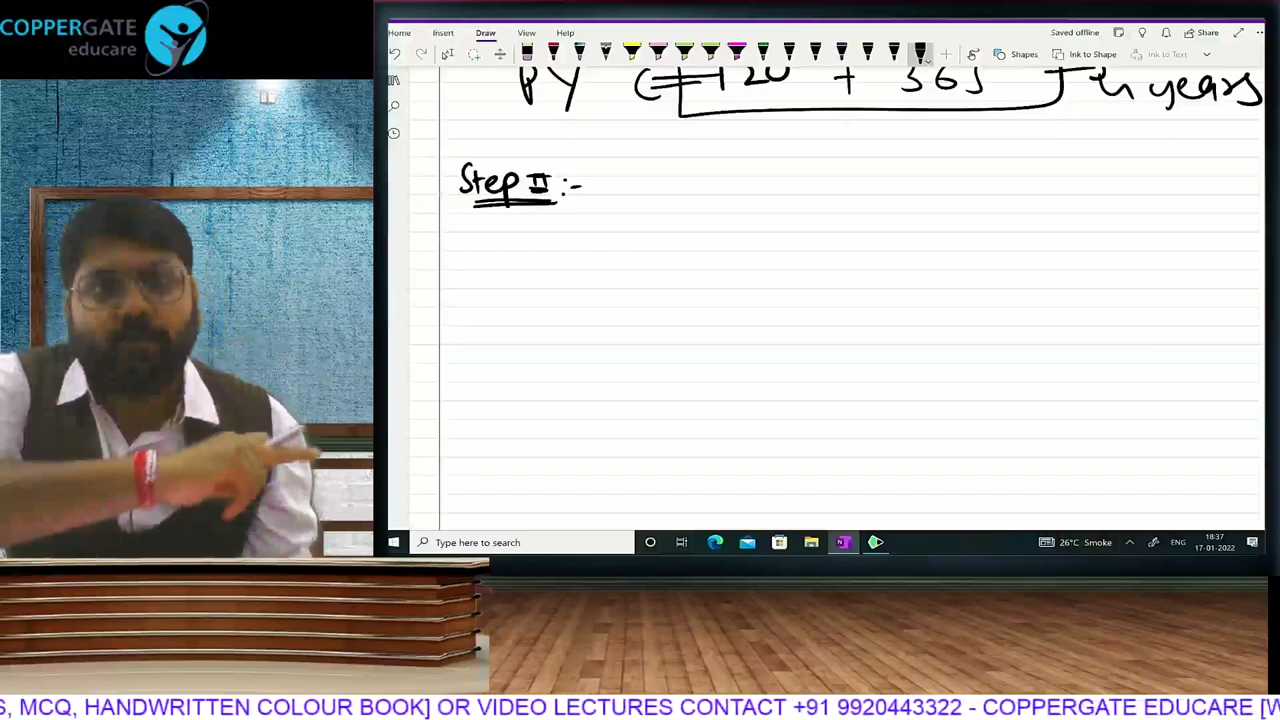 COPPERGATE
educare
Home Insert Draw View Help
Saved offline
Share
Shapes
Ink to Shape
Ink to Text
PY
+ 365
years
Step II :-
Type here to search
26°C Smoke
ENG
18:37
17-01-2022
S, MCQ, HANDWRITTEN COLOUR BOOK] OR VIDEO LECTURES CONTACT +91 9920443322 - COPPERGATE EDUCARE [W